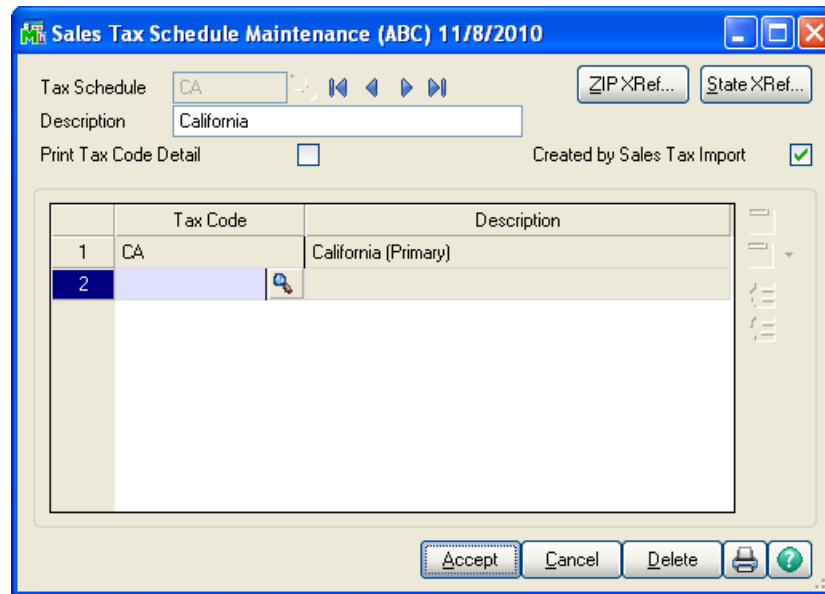 Sales Tax Schedule Maintenance (ABC) 11/8/2010
Tax Schedule CA ZIP XRef... State XRef...
Description California
Print Tax Code Detail Created by Sales Tax Import
Tax Code Description
1 CA California (Primary)
2
Accept Cancel Delete